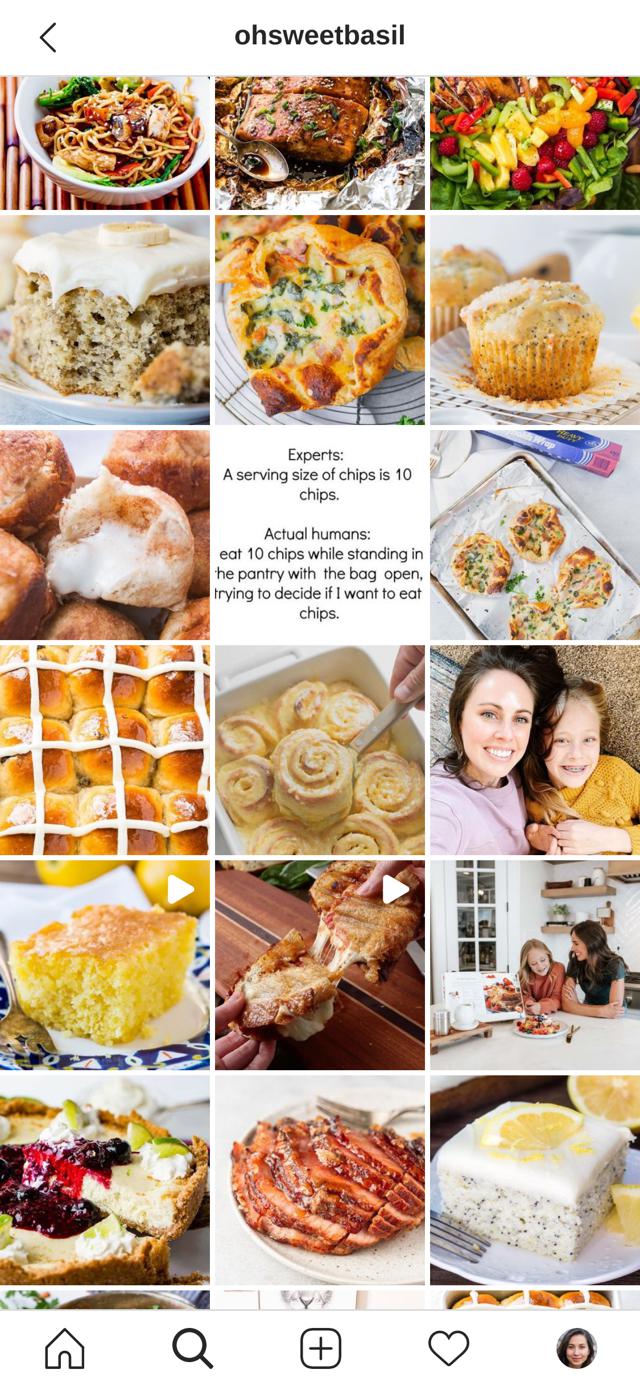 ohsweetbasil
Experts:
A serving size of chips is 10
chips.
Actual humans:
eat 10 chips while standing in
the pantry with the bag open,
trying to decide if I want to eat
chips.